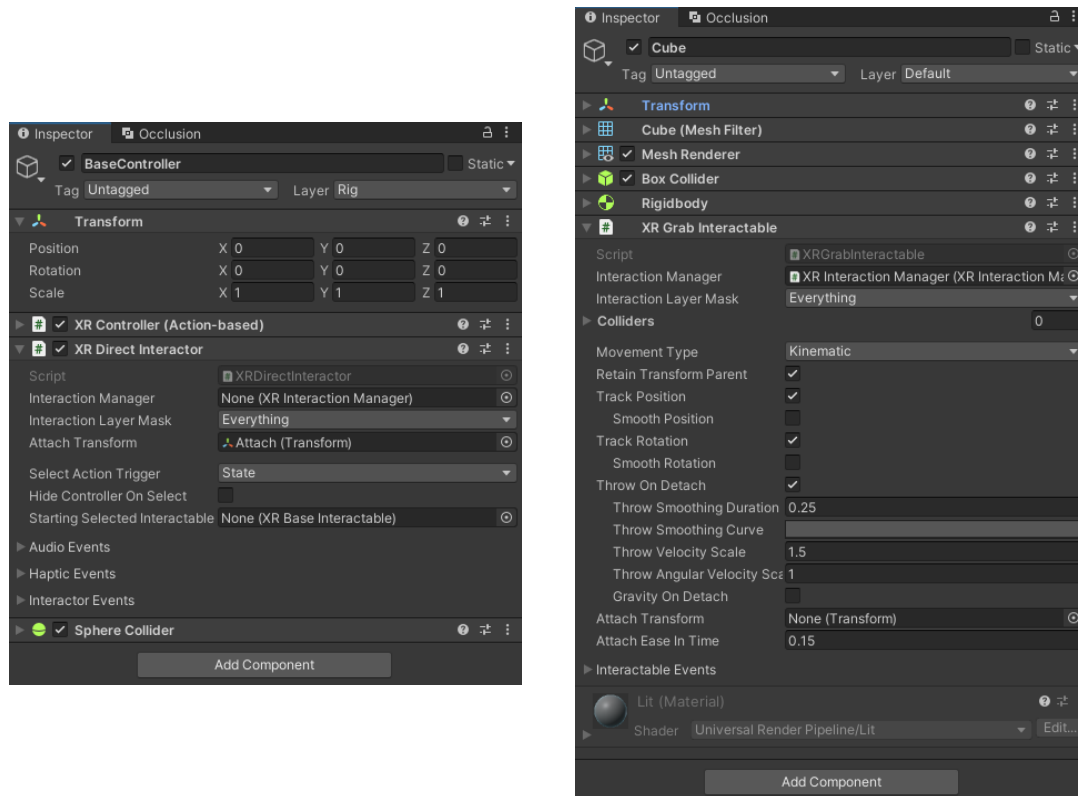 Inspector Occlusion
BaseController Static
Tag Untagged Layer Rig
Transform
Position X 0 Y 0 Z 0
Rotation X 0 Y 0 Z 0
Scale X 1 Y 1 Z 1
XR Controller (Action-based)
XR Direct Interactor
Script XRDirectInteractor
Interaction Manager None (XR Interaction Manager)
Interaction Layer Mask Everything
Attach Transform Attach (Transform)
Select Action Trigger State
Hide Controller On Select
Starting Selected Interactable None (XR Base Interactable)
Audio Events
Haptic Events
Interactor Events
Sphere Collider
Add Component
Inspector Occlusion
Cube Static
Tag Untagged Layer Default
Transform
Cube (Mesh Filter)
Mesh Renderer
Box Collider
Rigidbody
XR Grab Interactable
Script XRGrabInteractable
Interaction Manager XR Interaction Manager (XR Interaction Ma
Interaction Layer Mask Everything
Colliders 0
Movement Type Kinematic
Retain Transform Parent
Track Position
Smooth Position
Track Rotation
Smooth Rotation
Throw On Detach
Throw Smoothing Duration 0.25
Throw Smoothing Curve
Throw Velocity Scale 1.5
Throw Angular Velocity Sca 1
Gravity On Detach
Attach Transform None (Transform)
Attach Ease In Time 0.15
Interactable Events
Lit (Material)
Shader Universal Render Pipeline/Lit Edit...
Add Component